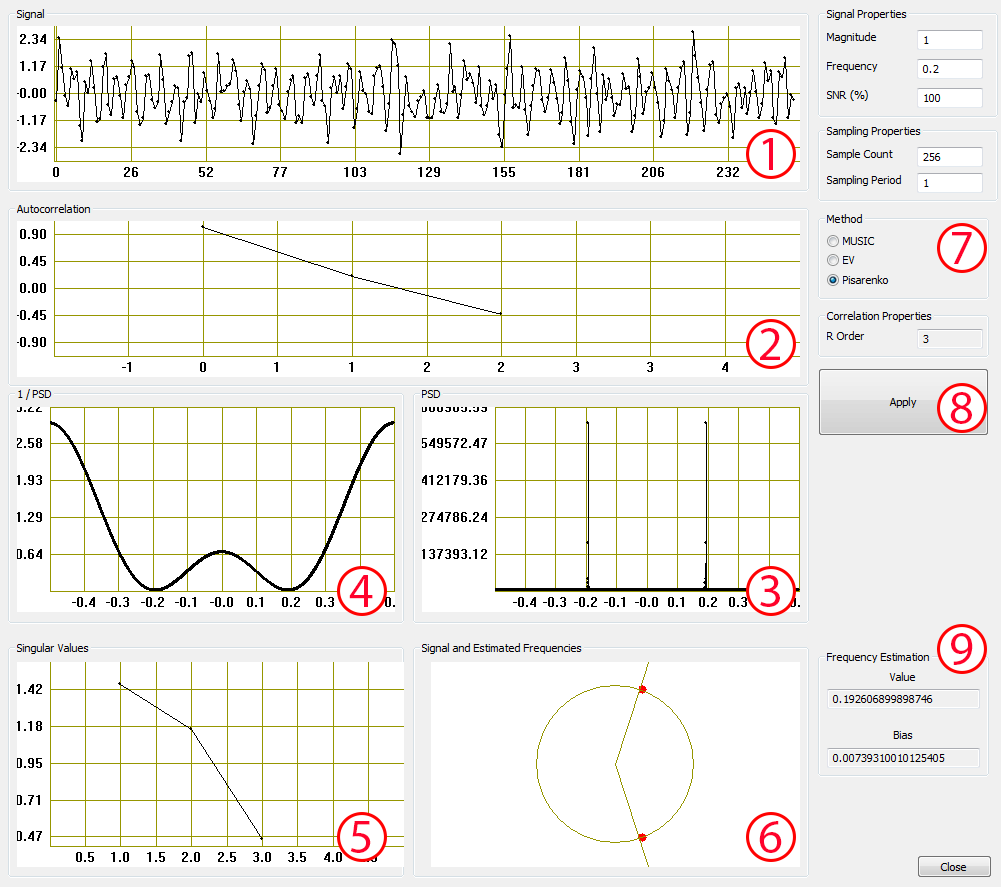 Signal
2.34
1.17
-0.00
-1.17
-2.34
0 26 52 77 103 129 155 181 206 232
1
Autocorrelation
0.90
0.45
0.00
-0.45
-0.90
-1 0 1 1 2 2 3 3 4
2
1 / PSD
3.22
2.58
1.93
1.29
0.64
-0.4 -0.3 -0.2 -0.1 -0.0 0.1 0.2 0.3 0.
4
PSD
549572.47
412179.36
274786.24
137393.12
-0.4 -0.3 -0.2 -0.1 -0.0 0.1 0.2 0.3 0.
3
Singular Values
1.42
1.18
0.95
0.71
0.47
0.5 1.0 1.5 2.0 2.5 3.0 3.5 4.0
5
Signal and Estimated Frequencies
6
Signal Properties
Magnitude 1
Frequency 0.2
SNR (%) 100
Sampling Properties
Sample Count 256
Sampling Period 1
Method
MUSIC
EV
Pisarenko
7
Correlation Properties
R Order 3
Apply
8
9
Frequency Estimation
Value
0.192606899898746
Bias
0.00739310010125405
Close